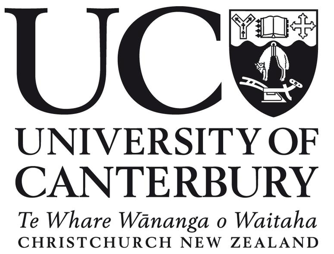 UC
UNIVERSITY OF
CANTERBURY
Te Whare Wānanga o Waitaha
CHRISTCHURCH NEW ZEALAND